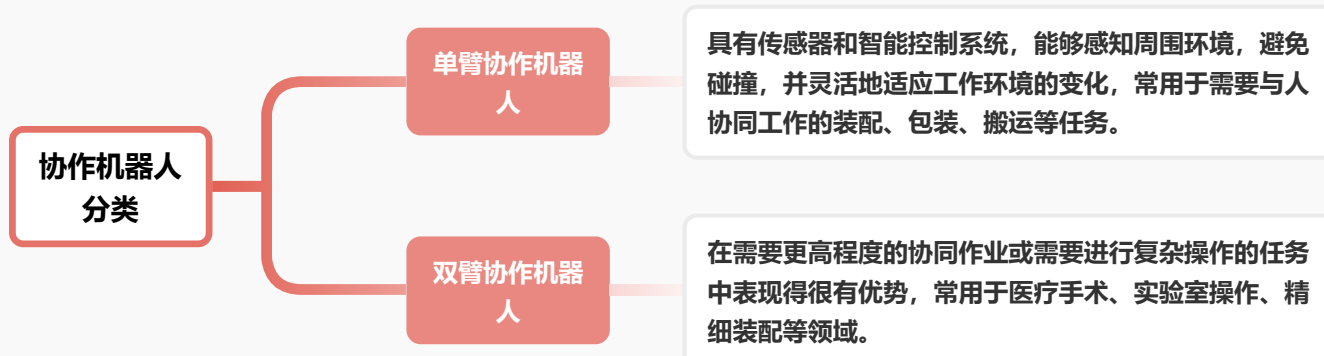 协作机器人
分类
单臂协作机器
人
具有传感器和智能控制系统，能够感知周围环境，避免
碰撞，并灵活地适应工作环境的变化，常用于需要与人
协同工作的装配、包装、搬运等任务。
双臂协作机器
人
在需要更高程度的协同作业或需要进行复杂操作的任务
中表现得很有优势，常用于医疗手术、实验室操作、精
细装配等领域。